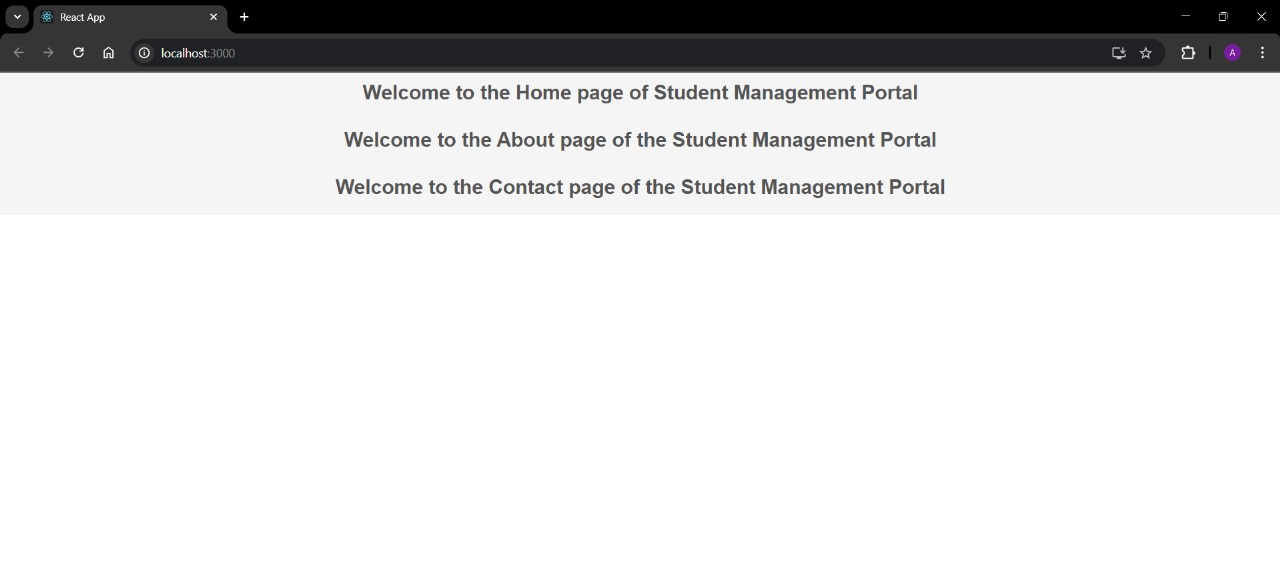 React App
localhost:3000
A
Welcome to the Home page of Student Management Portal
Welcome to the About page of the Student Management Portal
Welcome to the Contact page of the Student Management Portal